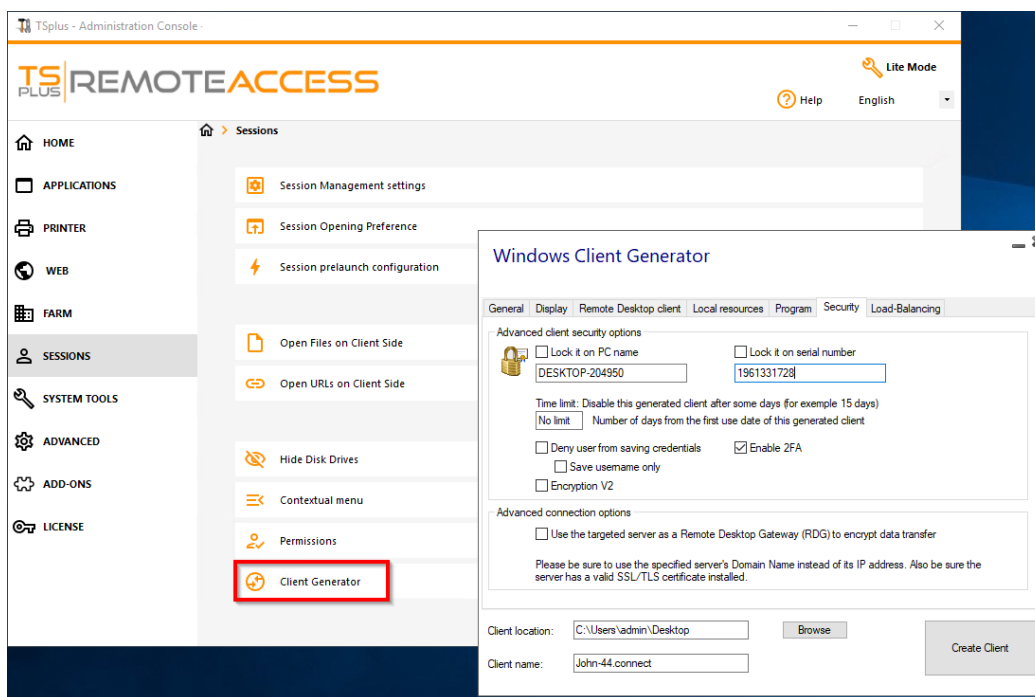 TSplus - Administration Console
TS PLUS REMOTEACCESS
Lite Mode
Help
English
HOME
APPLICATIONS
PRINTER
WEB
FARM
SESSIONS
SYSTEM TOOLS
ADVANCED
ADD-ONS
LICENSE
Sessions
Session Management settings
Session Opening Preference
Session prelaunch configuration
Open Files on Client Side
Open URLs on Client Side
Hide Disk Drives
Contextual menu
Permissions
Client Generator
Windows Client Generator
General Display Remote Desktop client Local resources Program Security Load-Balancing
Advanced client security options
Lock it on PC name
Lock it on serial number
DESKTOP-204950
1961331728
Time limit: Disable this generated client after some days (for exemple 15 days)
No limit Number of days from the first use date of this generated client
Deny user from saving credentials
Enable 2FA
Save username only
Encryption V2
Advanced connection options
Use the targeted server as a Remote Desktop Gateway (RDG) to encrypt data transfer
Please be sure to use the specified server's Domain Name instead of its IP address. Also be sure the
server has a valid SSL/TLS certificate installed.
Client location: C:\Users\admin\Desktop Browse
Client name: John-44.connect
Create Client